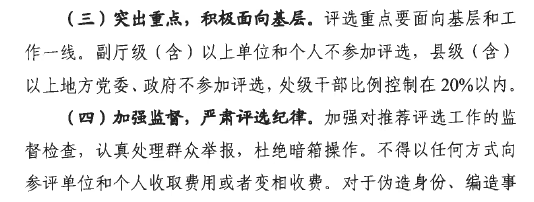 （三）突出重点，积极面向基层。评选重点要面向基层和工
作一线。副厅级（含）以上单位和个人不参加评选，县级（含）
以上地方党委、政府不参加评选，处级干部比例控制在 20%以内。
（四）加强监督，严肃评选纪律。加强对推荐评选工作的监
督检查，认真处理群众举报，杜绝暗箱操作。不得以任何方式向
参评单位和个人收取费用或者变相收费。对于伪造身份、编造事